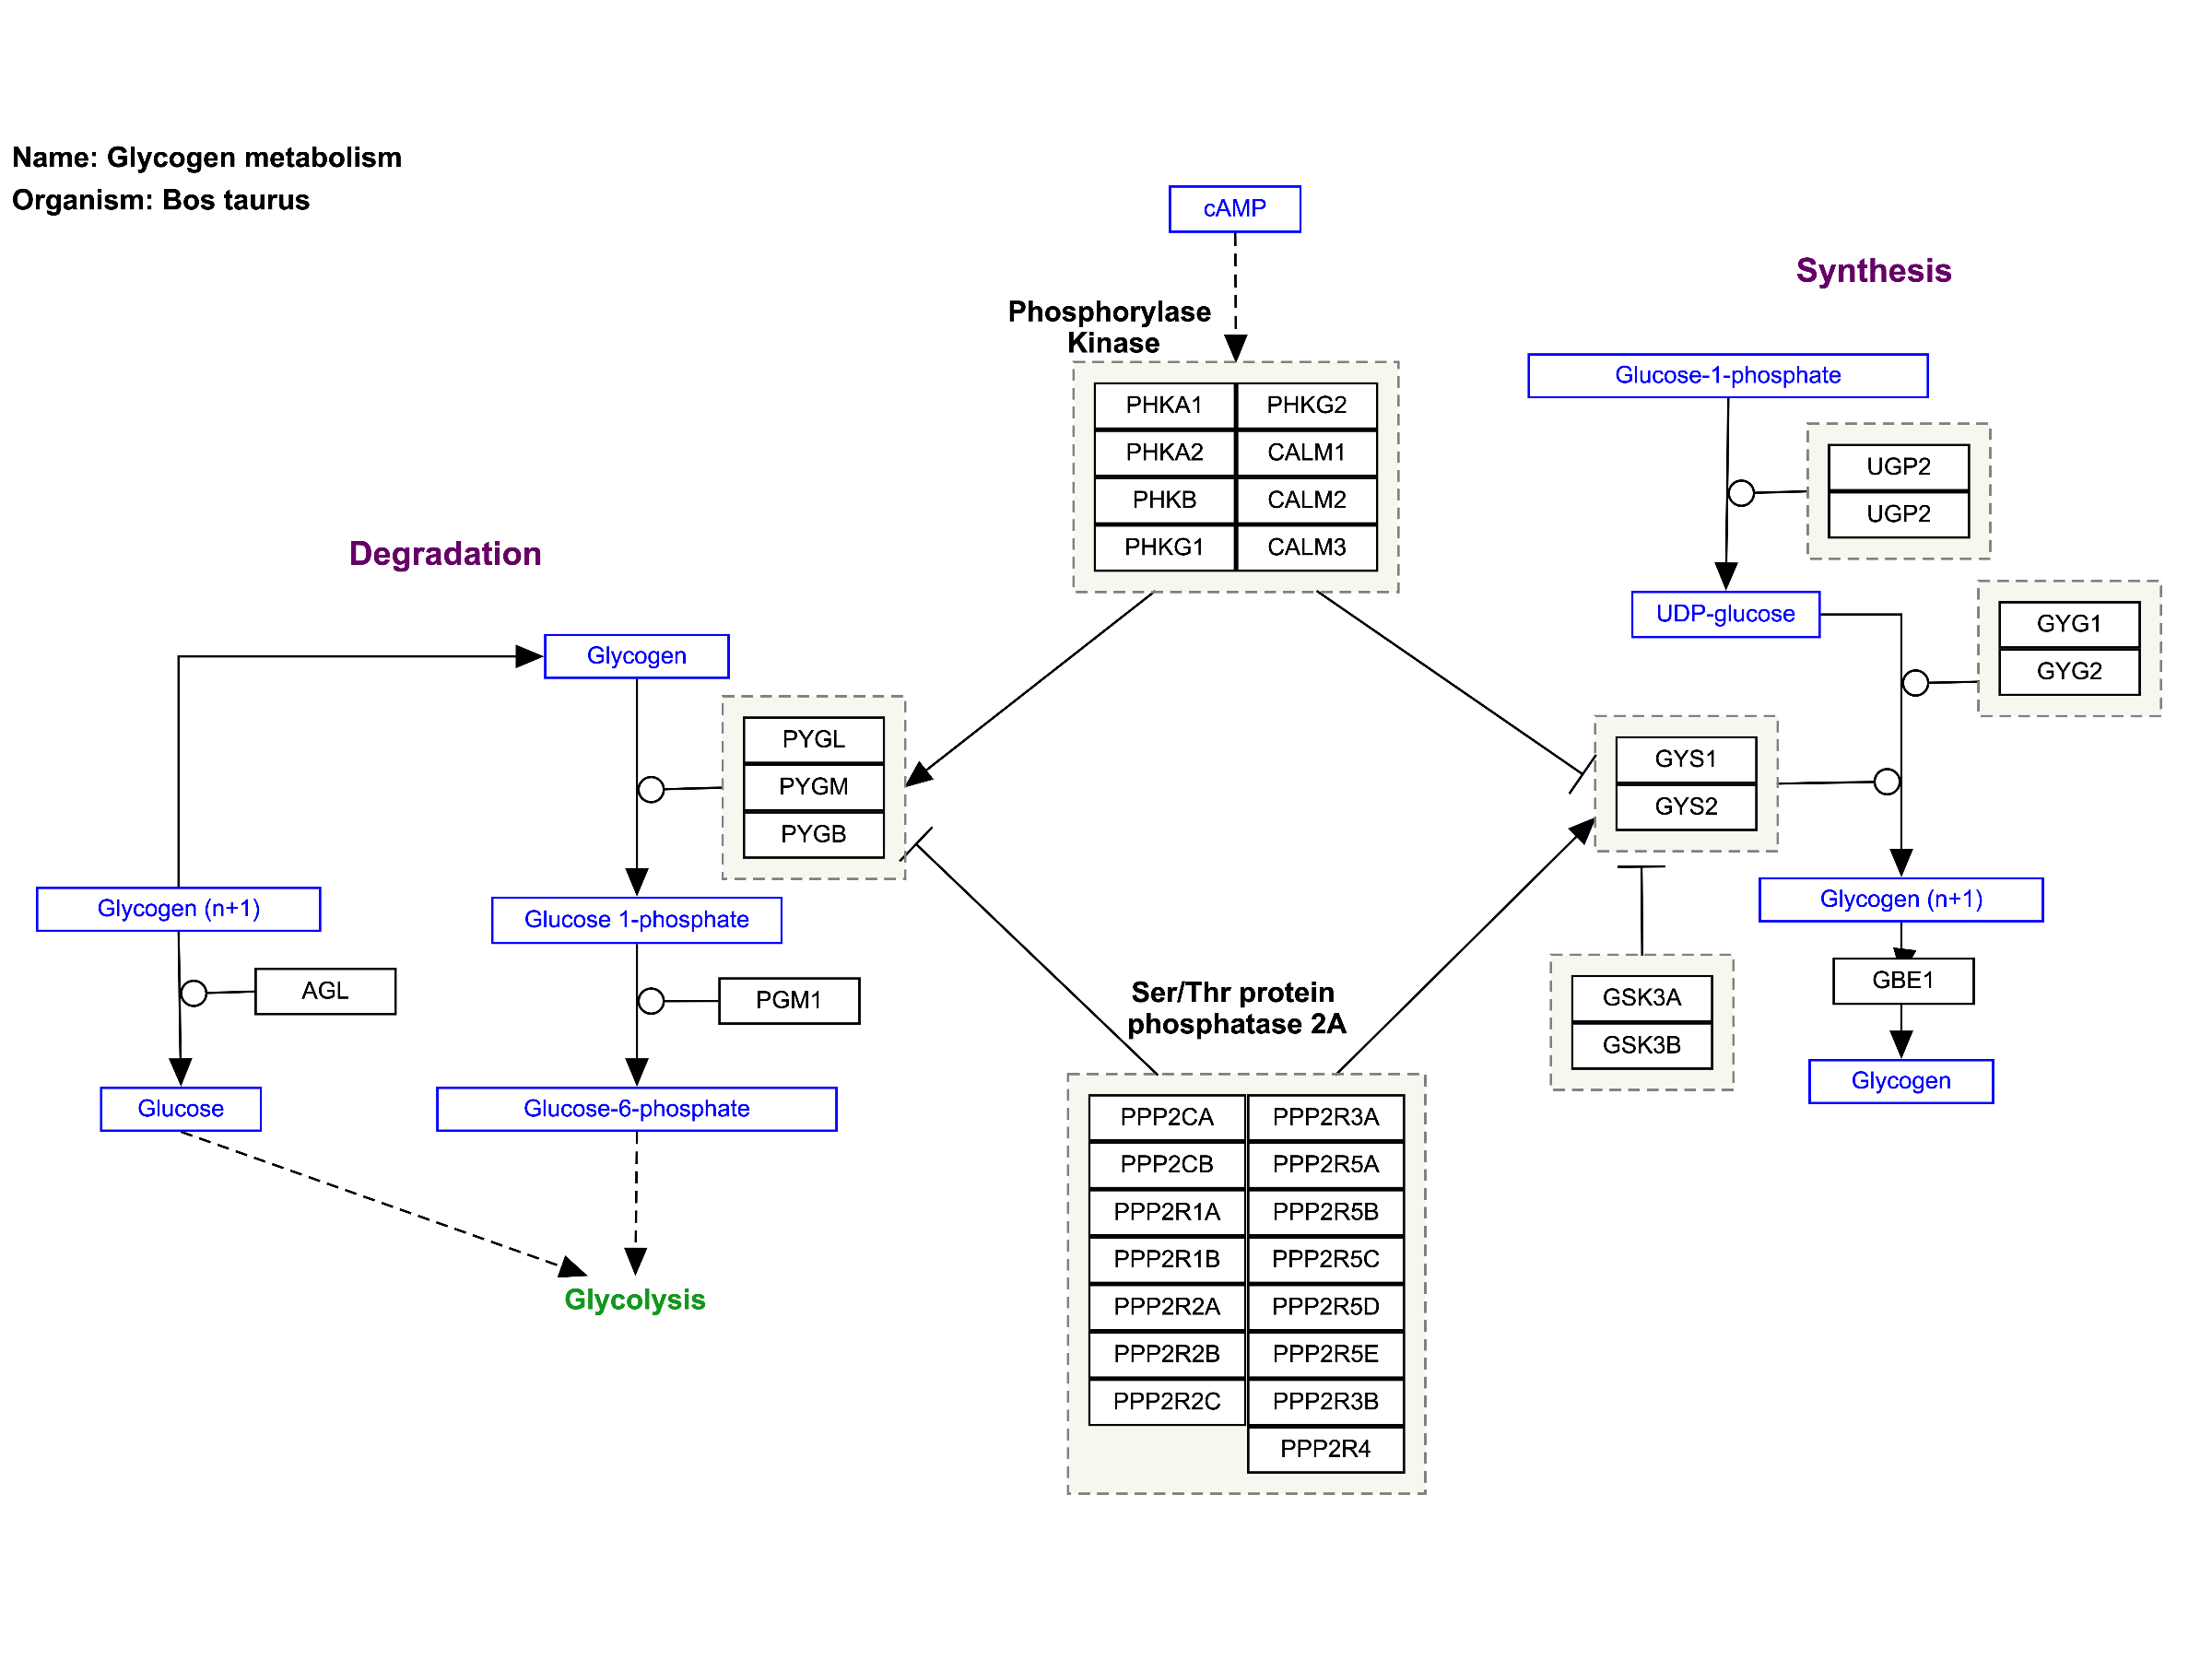 Name: Glycogen metabolism
Organism: Bos taurus
cAMP
Synthesis
Phosphorylase
Kinase
Glucose-1-phosphate
PHKA1
PHKG2
PHKA2
CALM1
PHKB
CALM2
PHKG1
CALM3
UGP2
UGP2
Degradation
UDP-glucose
GYG1
GYG2
Glycogen
PYGL
PYGM
PYGB
GYS1
GYS2
Glycogen (n+1)
Glucose 1-phosphate
Glycogen (n+1)
AGL
PGM1
Ser/Thr protein
phosphatase 2A
GSK3A
GSK3B
GBE1
Glycogen
Glucose
Glucose-6-phosphate
PPP2CA
PPP2R3A
PPP2CB
PPP2R5A
PPP2R1A
PPP2R5B
PPP2R1B
PPP2R5C
PPP2R2A
PPP2R5D
PPP2R2B
PPP2R5E
PPP2R2C
PPP2R3B
PPP2R4
Glycolysis